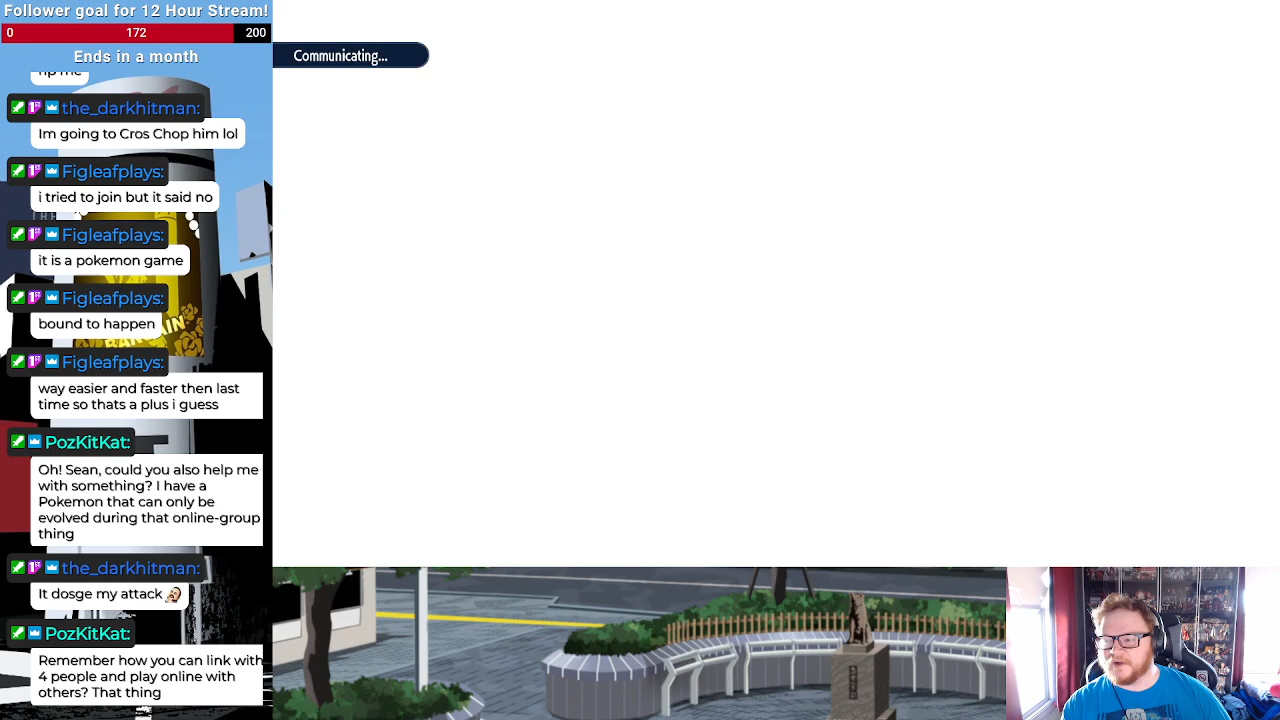 Follower goal for 12 Hour Stream!
0 172 200
Ends in a month
Communicating...
rip me
the_darkhitman:
Im going to Cros Chop him lol
Figleafplays:
i tried to join but it said no
Figleafplays:
it is a pokemon game
Figleafplays:
bound to happen
Figleafplays:
way easier and faster then last
time so thats a plus i guess
PozKitKat:
Oh! Sean, could you also help me
with something? I have a
Pokemon that can only be
evolved during that online-group
thing
the_darkhitman:
It dosge my attack
PozKitKat:
Remember how you can link with
4 people and play online with
others? That thing